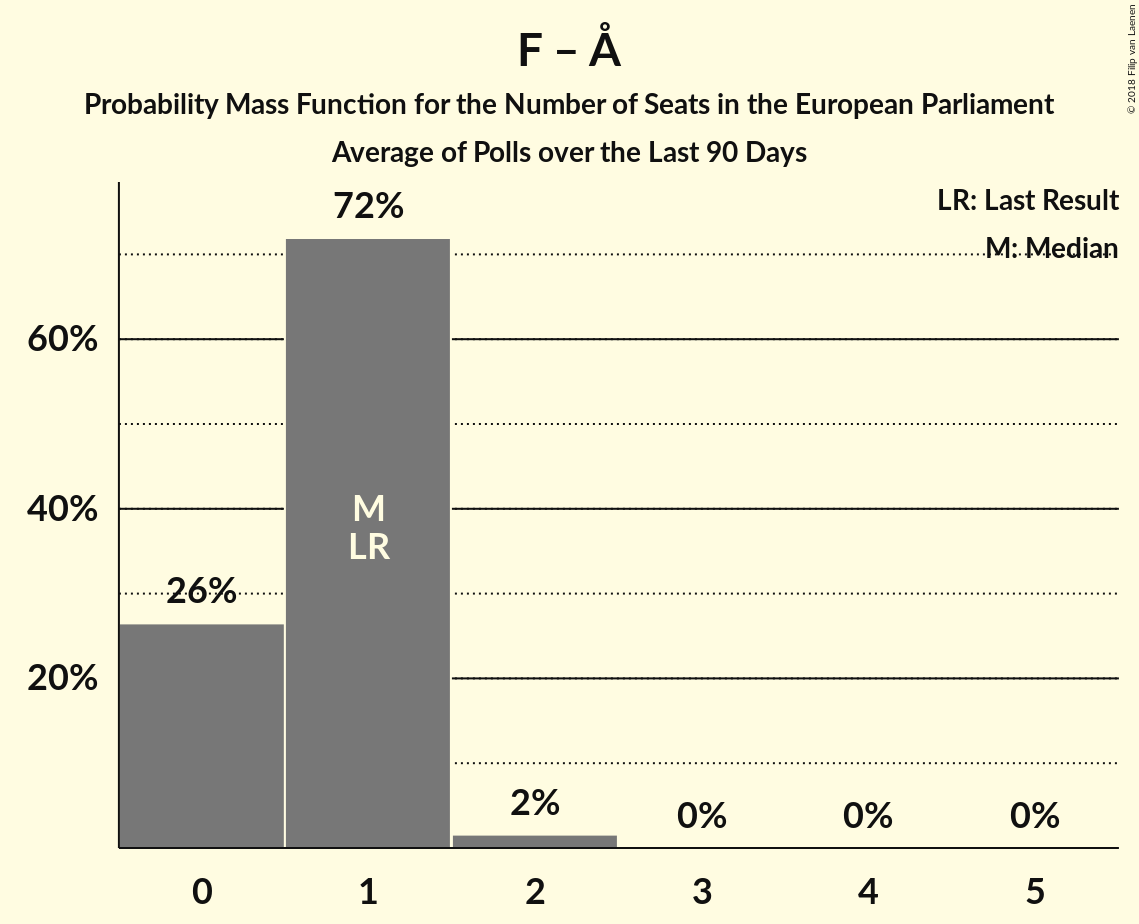 F – Å
Probability Mass Function for the Number of Seats in the European Parliament
Average of Polls over the Last 90 Days
© 2018 Filip van Laenen
LR: Last Result
M: Median
72%
60%
40%
M
LR
26%
20%
2%
0%
0%
0%
0 1 2 3 4 5